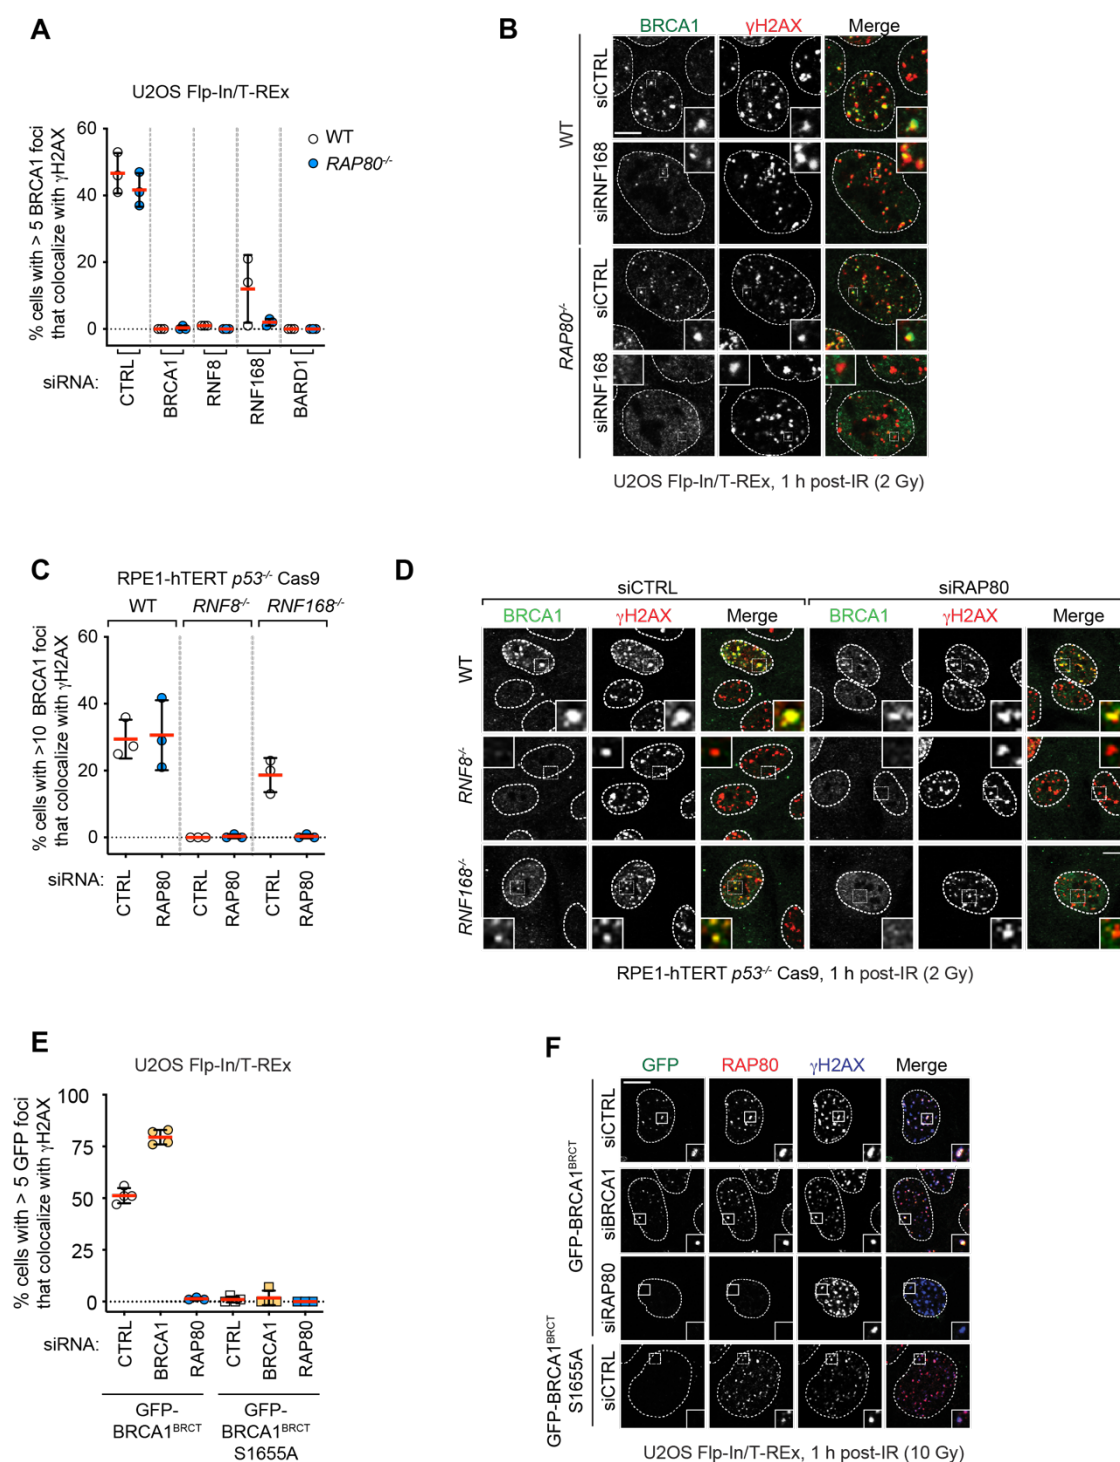 A
U2OS Flp-In/T-REx
% cells with > 5 BRCA1 foci
that colocalize with γH2AX
60
40
20
0
WT
RAP80-/-
siRNA:
CTRL
BRCA1
RNF8
RNF168
BARD1
B
BRCA1
γH2AX
Merge
WT
siCTRL
siRNF168
RAP80-/-
siCTRL
siRNF168
U2OS Flp-In/T-REx, 1 h post-IR (2 Gy)
C
RPE1-hTERT p53-/- Cas9
WT
RNF8-/-
RNF168-/-
% cells with >10 BRCA1 foci
that colocalize with γH2AX
60
40
20
0
siRNA:
CTRL
RAP80
CTRL
RAP80
CTRL
RAP80
D
siCTRL
siRAP80
BRCA1
γH2AX
Merge
BRCA1
γH2AX
Merge
WT
RNF8-/-
RNF168-/-
RPE1-hTERT p53-/- Cas9, 1 h post-IR (2 Gy)
E
U2OS Flp-In/T-REx
% cells with > 5 GFP foci
that colocalize with γH2AX
100
75
50
25
0
siRNA:
CTRL
BRCA1
RAP80
CTRL
BRCA1
RAP80
GFP-
BRCA1BRCT
GFP-
BRCA1BRCT
S1655A
F
GFP
RAP80
γH2AX
Merge
GFP-BRCA1BRCT
siCTRL
siBRCA1
siRAP80
GFP-BRCA1BRCT
S1655A
siCTRL
U2OS Flp-In/T-REx, 1 h post-IR (10 Gy)